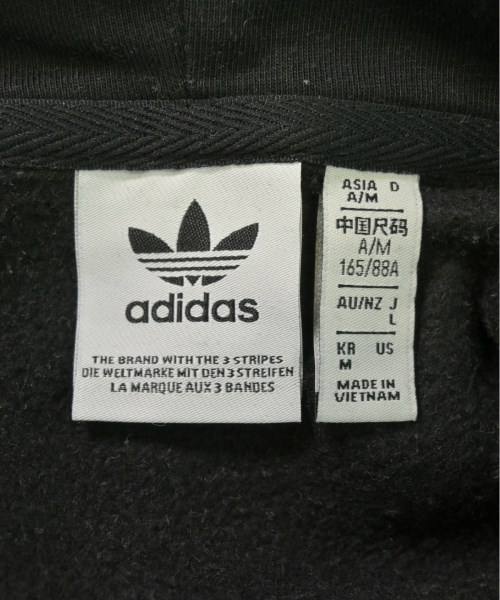 adidas
THE BRAND WITH THE 3 STRIPES
DIE WELTMARKE MIT DEN 3 STREIFEN
LA MARQUE AUX 3 BANDES
ASIA D
A/M
中国尺码
A/M
165/88A
AU/NZ J
L
KR US
M
MADE IN
VIETNAM